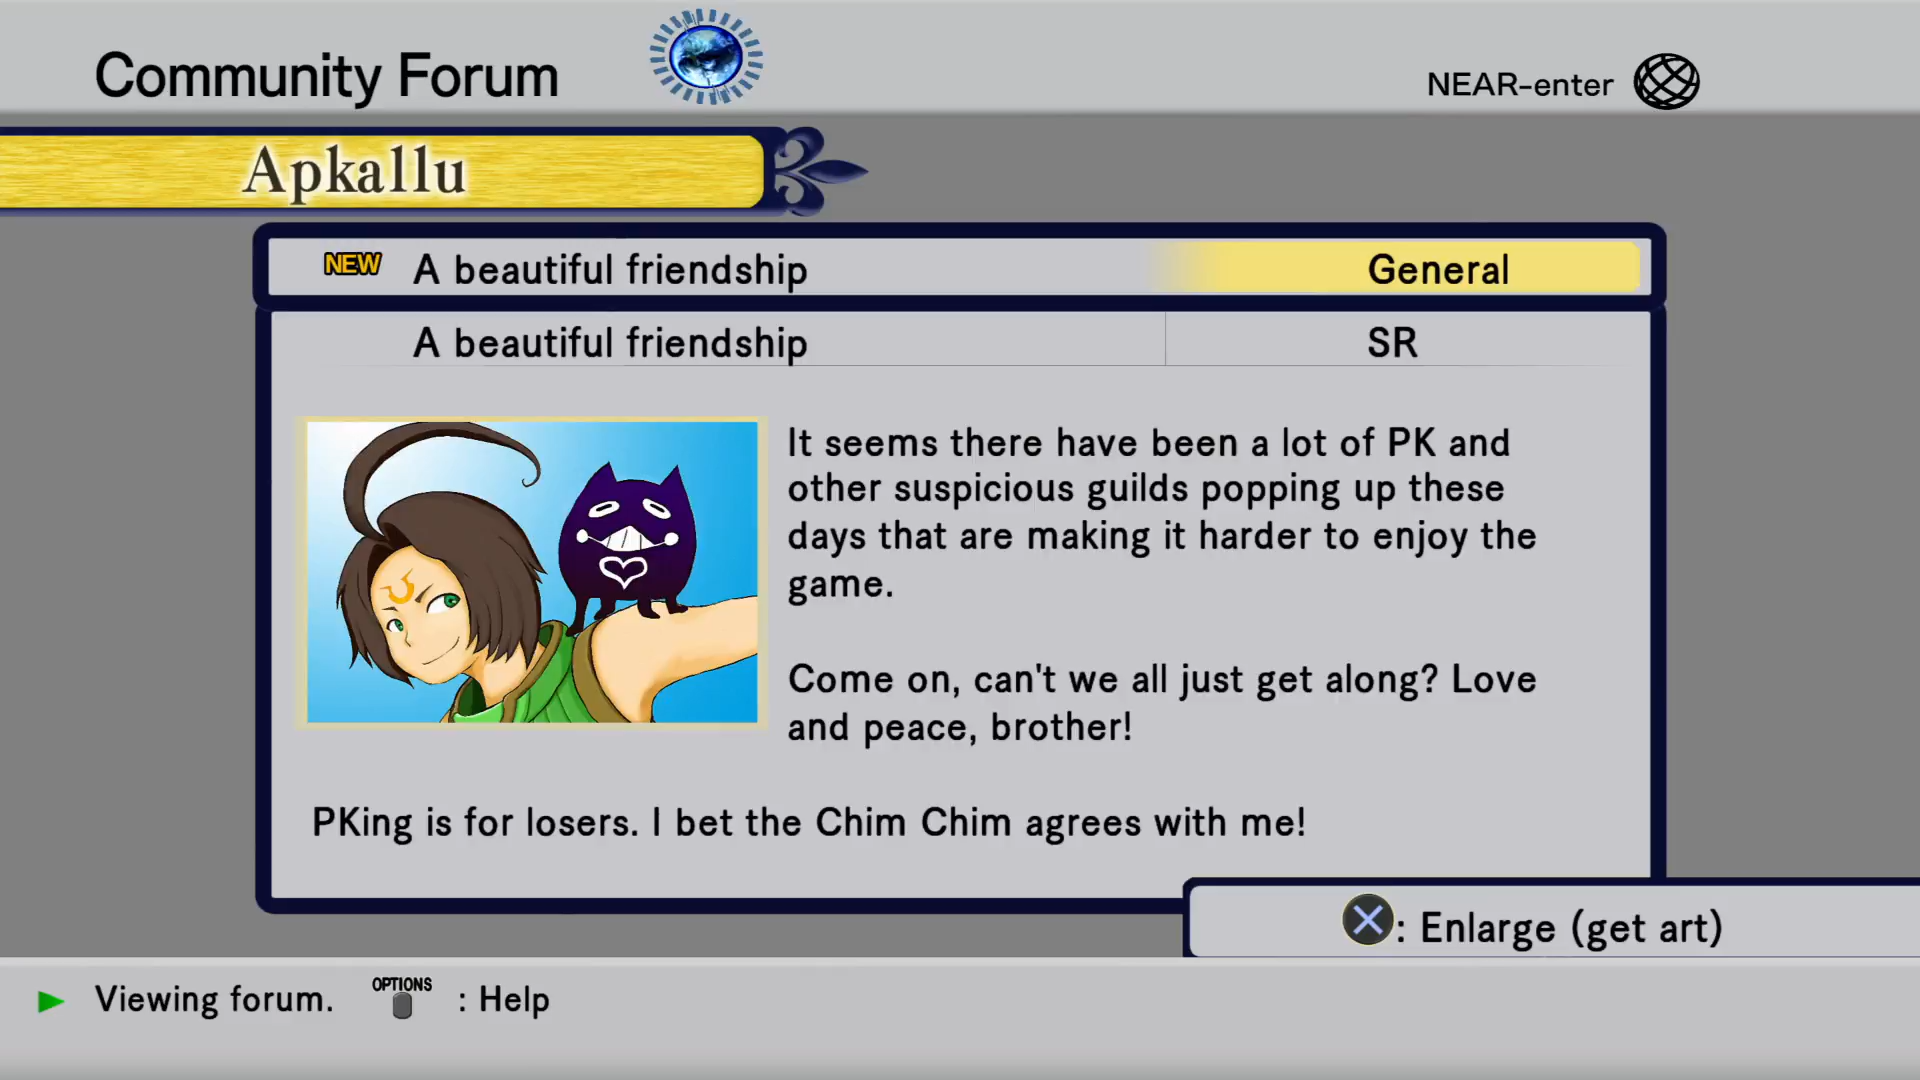 Community Forum
NEAR-enter
Apkallu
NEW A beautiful friendship General
A beautiful friendship SR
It seems there have been a lot of PK and
other suspicious guilds popping up these
days that are making it harder to enjoy the
game.
Come on, can't we all just get along? Love
and peace, brother!
PKing is for losers. I bet the Chim Chim agrees with me!
: Enlarge (get art)
Viewing forum. OPTIONS : Help